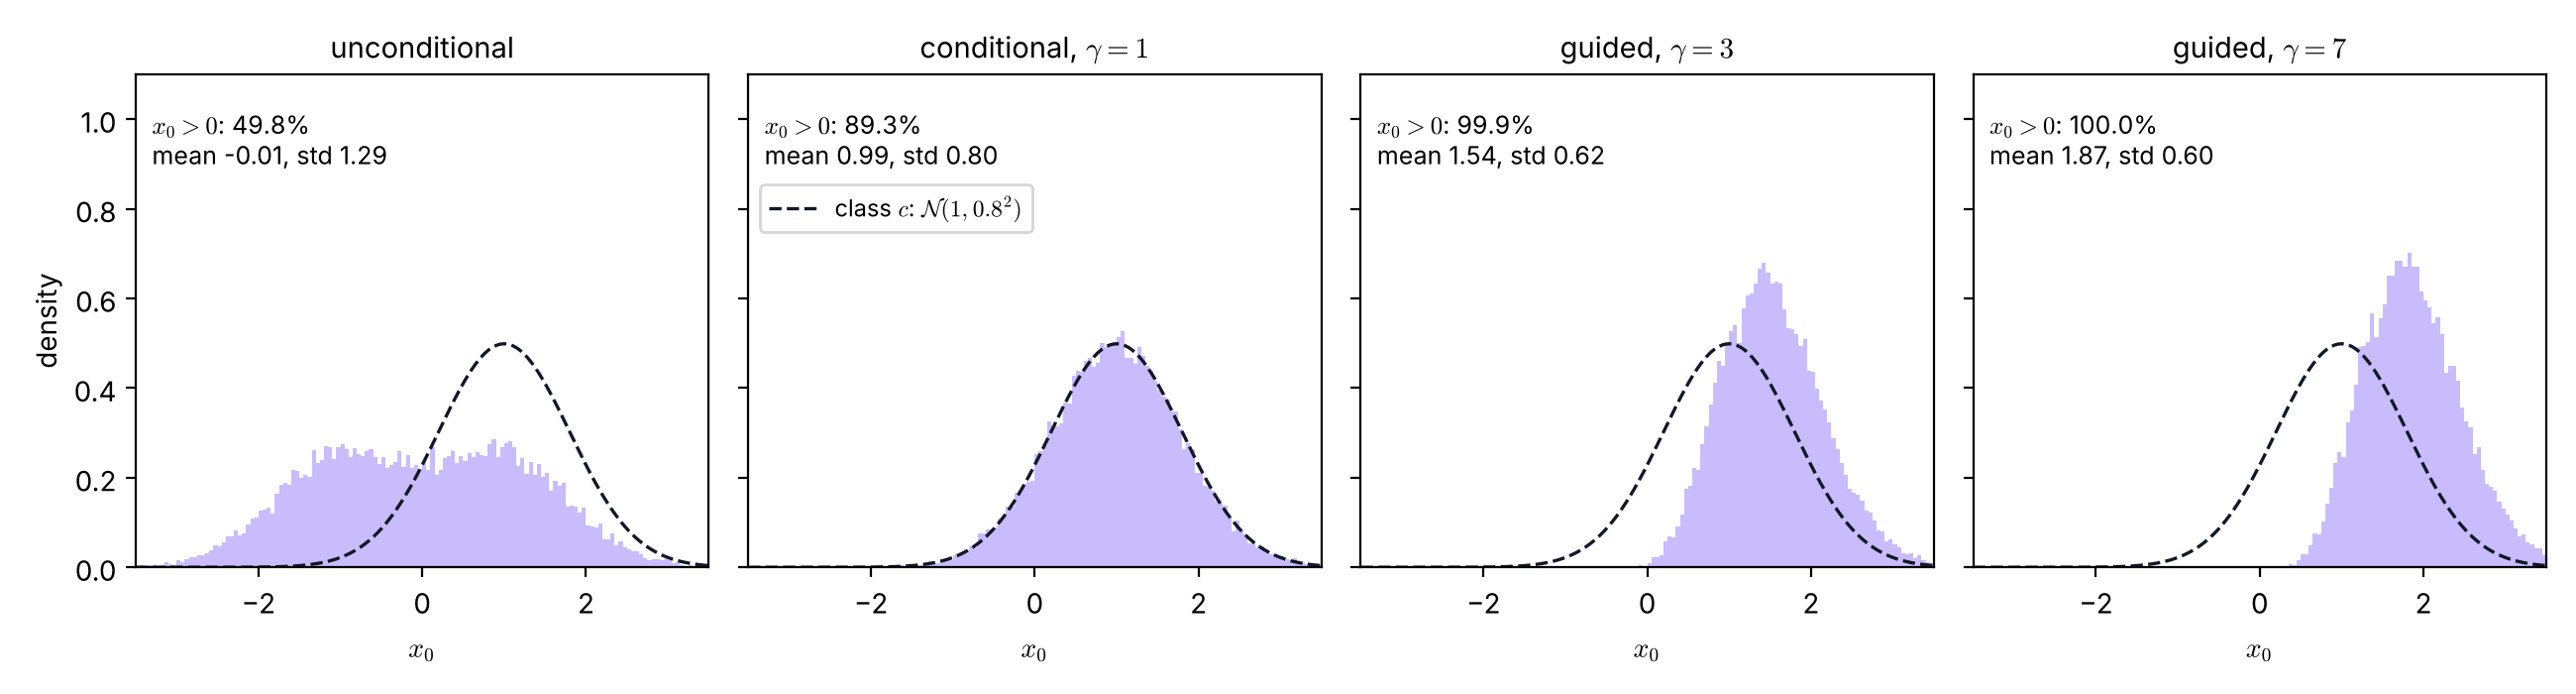 unconditional
x₀ > 0: 49.8%
mean -0.01, std 1.29
density
1.0
0.8
0.6
0.4
0.2
0.0
−2 0 2
x₀
conditional, γ = 1
x₀ > 0: 89.3%
mean 0.99, std 0.80
class c: 𝒩(1, 0.8²)
−2 0 2
x₀
guided, γ = 3
x₀ > 0: 99.9%
mean 1.54, std 0.62
−2 0 2
x₀
guided, γ = 7
x₀ > 0: 100.0%
mean 1.87, std 0.60
−2 0 2
x₀